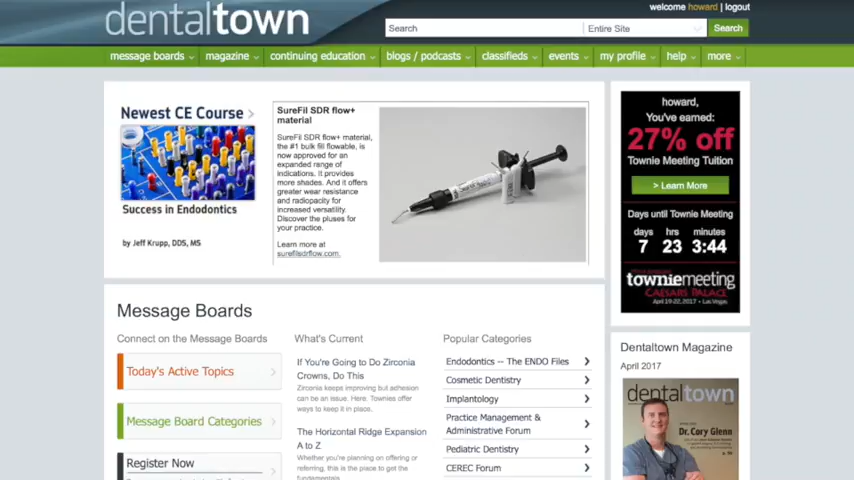 welcome howard | logout
dentaltown
Search
Entire Site
Search
message boards
magazine
continuing education
blogs / podcasts
classifieds
events
my profile
help
more
Newest CE Course
Success in Endodontics
by Jeff Krupp, DDS, MS
SureFil SDR flow+
material
SureFil SDR flow+ material,
the #1 bulk fill flowable, is
now approved for an
expanded range of
indications. It provides
more shades. And it offers
greater wear resistance
and radiopacity for
increased versatility.
Discover the pluses for
your practice.
Learn more at
surefilsdrflow.com.
howard,
You've earned:
27% off
Townie Meeting Tuition
> Learn More
Days until Townie Meeting
days hrs minutes
7 23 3:44
towniemeeting
CAESARS PALACE
April 19-22, 2017 • Las Vegas
Message Boards
Connect on the Message Boards
Today's Active Topics
Message Board Categories
Register Now
What's Current
If You're Going to Do Zirconia
Crowns, Do This
Zirconia keeps improving but adhesion
can be an issue. Here, Townies offer
ways to keep it in place.
The Horizontal Ridge Expansion
A to Z
Whether you're planning on offering or
referring, this is the place to get the
fundamentals
Popular Categories
Endodontics -- The ENDO Files
Cosmetic Dentistry
Implantology
Practice Management &
Administrative Forum
Pediatric Dentistry
CEREC Forum
Dentaltown Magazine
April 2017
dentaltown
Dr. Cory Glenn